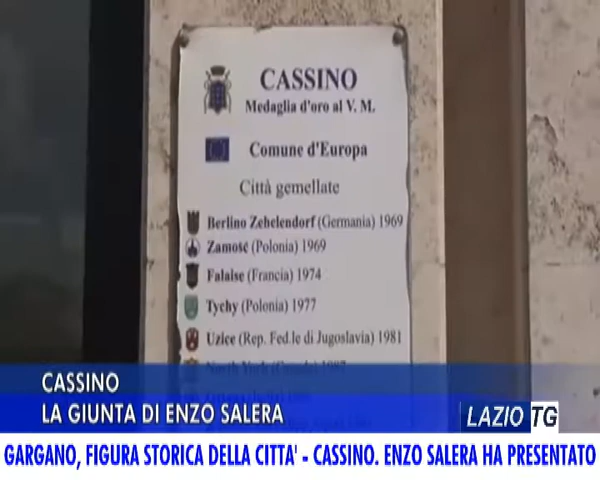 CASSINO
Medaglia d'oro al V. M.
Comune d'Europa
Città gemellate
Berlino Zehelendorf (Germania) 1969
Zamość (Polonia) 1969
Falaise (Francia) 1974
Tychy (Polonia) 1977
Uzice (Rep. Fed.le di Jugoslavia) 1981
CASSINO
LA GIUNTA DI ENZO SALERA
LAZIO TG
GARGANO, FIGURA STORICA DELLA CITTA' - CASSINO. ENZO SALERA HA PRESENTATO